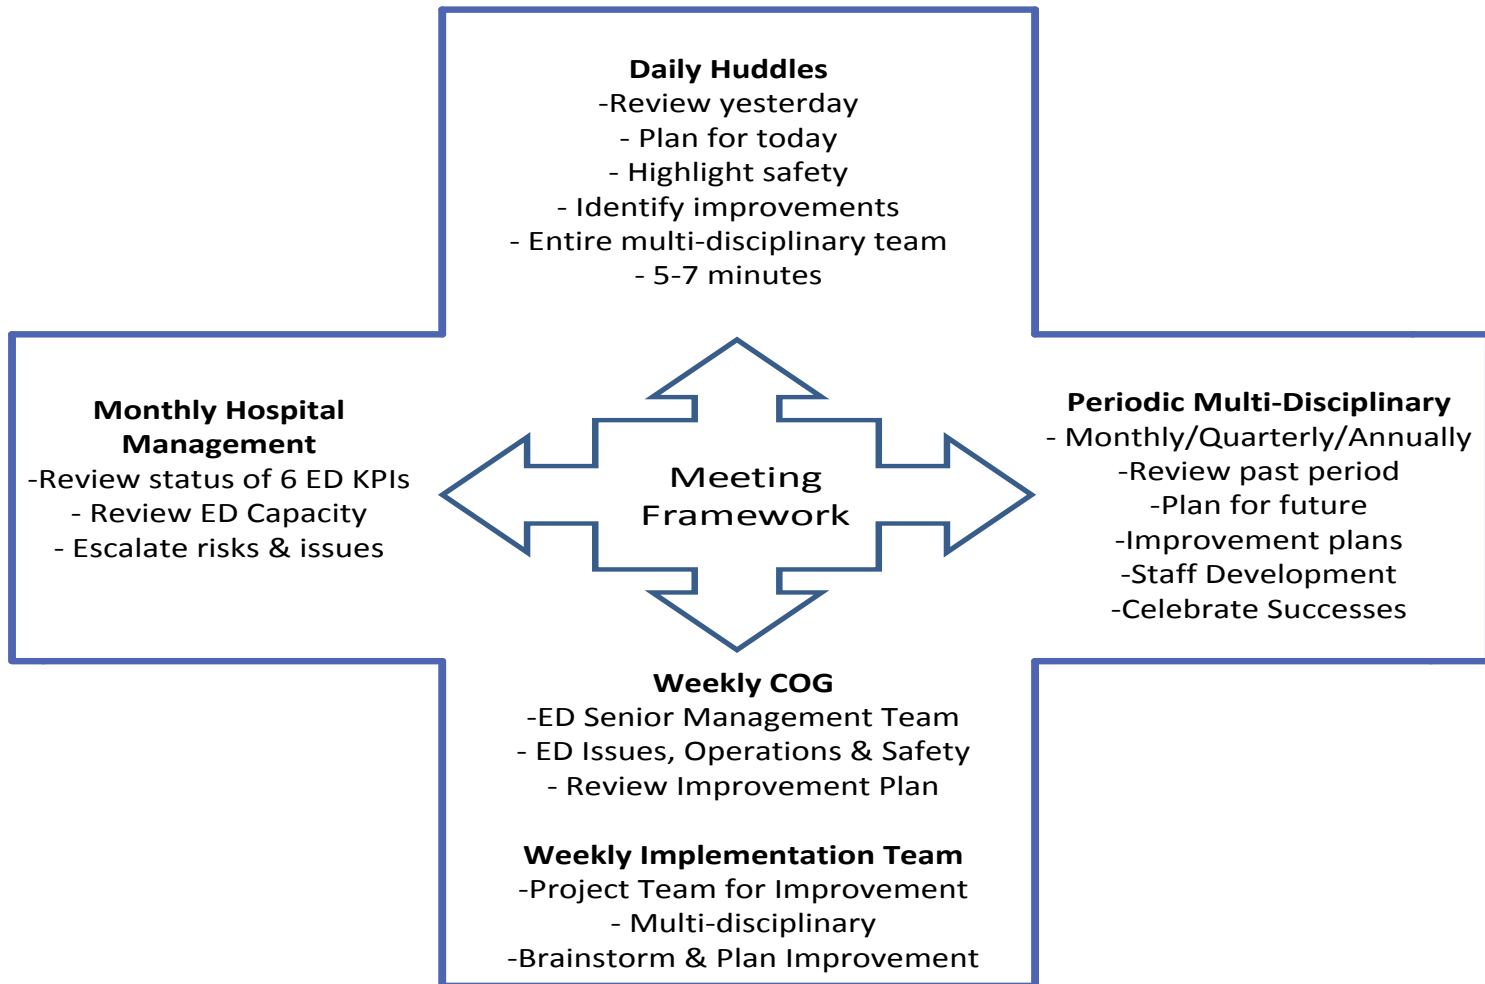 Daily Huddles
-Review yesterday
- Plan for today
- Highlight safety
- Identify improvements
- Entire multi-disciplinary team
- 5-7 minutes
Monthly Hospital
Management
-Review status of 6 ED KPIs
- Review ED Capacity
- Escalate risks & issues
Meeting
Framework
Periodic Multi-Disciplinary
- Monthly/Quarterly/Annually
-Review past period
-Plan for future
-Improvement plans
-Staff Development
-Celebrate Successes
Weekly COG
-ED Senior Management Team
- ED Issues, Operations & Safety
- Review Improvement Plan
Weekly Implementation Team
-Project Team for Improvement
- Multi-disciplinary
-Brainstorm & Plan Improvement